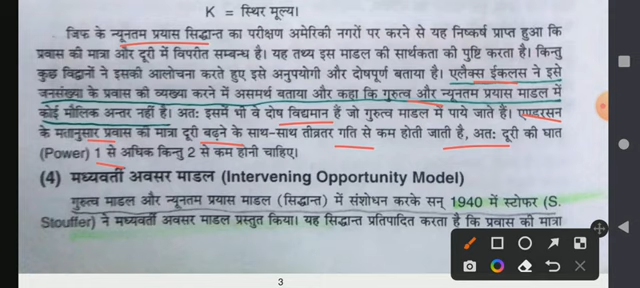 K = स्थिर मूल्य।
जिफ के न्यूनतम प्रयास सिद्धान्त का परीक्षण अमेरिकी नगरों पर करने से यह निष्कर्ष प्राप्त हुआ कि
प्रवास की मात्रा और दूरी में विपरीत सम्बन्ध है। यह तथ्य इस माडल की सार्थकता की पुष्टि करता है। किन्तु
कुछ विद्वानों ने इसकी आलोचना करते हुए इसे अनुपयोगी और दोषपूर्ण बताया है। एलैक्स ईकलस ने इसे
जनसंख्या के प्रवास की व्यख्या करने में असमर्थ बताया और कहा कि गुरुत्व और न्यूनतम प्रयास माडल में
कोई मौलिक अन्तर नहीं है। अत: इसमें भी वे दोष विद्यमान हैं जो गुरुत्व माडल में पाये जाते हैं। एण्डरसन
के मतानुसार प्रवास की मात्रा दूरी बढ़ने के साथ-साथ तीव्रतर गति से कम होती जाती है, अत: दूरी की घात
(Power) 1 से अधिक किन्तु 2 से कम होनी चाहिए।
(4) मध्यवर्ती अवसर माडल (Intervening Opportunity Model)
गुरुत्व माडल और न्यूनतम प्रयास माडल (सिद्धान्त) में संशोधन करके सन् 1940 में स्टोफर (S.
Stouffer) ने मध्यवर्ती अवसर माडल प्रस्तुत किया। यह सिद्धान्त प्रतिपादित करता है कि प्रवास की मात्रा
3